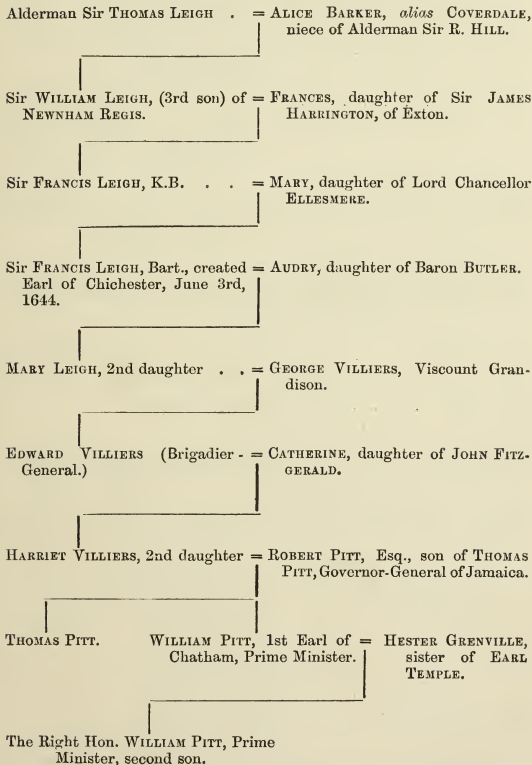 Alderman Sir THOMAS LEIGH . = ALICE BARKER, alias COVERDALE,
niece of Alderman Sir R. HILL.
Sir WILLIAM LEIGH, (3rd son) of = FRANCES, daughter of Sir JAMES
NEWNHAM REGIS. HARRINGTON, of Exton.
Sir FRANCIS LEIGH, K.B. . . = MARY, daughter of Lord Chancellor
ELLESMERE.
Sir FRANCIS LEIGH, Bart., created = AUDRY, daughter of Baron BUTLER.
Earl of Chichester, June 3rd,
1644.
MARY LEIGH, 2nd daughter . . = GEORGE VILLIERS, Viscount Gran-
dison.
EDWARD VILLIERS (Brigadier - = CATHERINE, daughter of JOHN FITZ-
General.) GERALD.
HARRIET VILLIERS, 2nd daughter = ROBERT PITT, Esq., son of THOMAS
PITT, Governor-General of Jamaica.
THOMAS PITT. WILLIAM PITT, 1st Earl of = HESTER GRENVILLE,
Chatham, Prime Minister. sister of EARL
TEMPLE.
The Right Hon. WILLIAM PITT, Prime
Minister, second son.